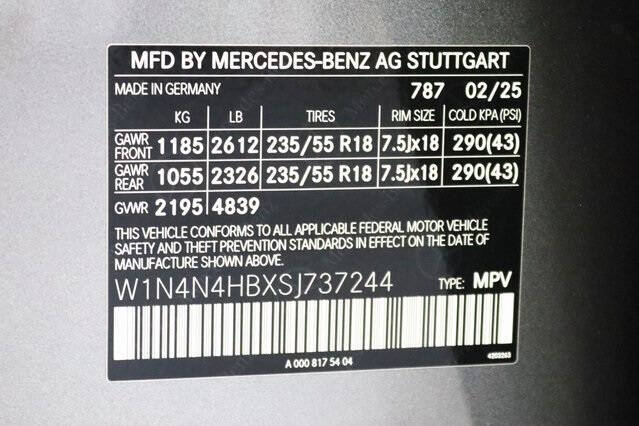 MFD BY MERCEDES-BENZ AG STUTTGART
MADE IN GERMANY 787 02/25
KG LB TIRES RIM SIZE COLD KPA (PSI)
GAWR FRONT 1185 2612 235/55 R18 7.5Jx18 290(43)
GAWR REAR 1055 2326 235/55 R18 7.5Jx18 290(43)
GVWR 2195 4839
THIS VEHICLE CONFORMS TO ALL APPLICABLE FEDERAL MOTOR VEHICLE
SAFETY AND THEFT PREVENTION STANDARDS IN EFFECT ON THE DATE OF
MANUFACTURE SHOWN ABOVE.
W1N4N4HBXSJ737244 TYPE: MPV
A 000 817 54 04